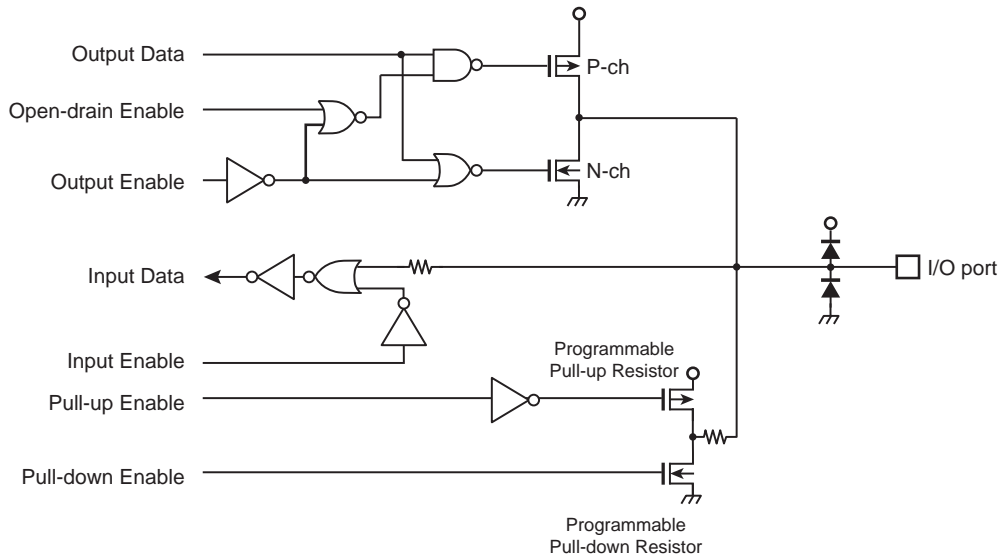 Output Data
P-ch
Open-drain Enable
Output Enable
N-ch
Input Data
I/O port
Input Enable
Programmable
Pull-up Resistor
Pull-up Enable
Pull-down Enable
Programmable
Pull-down Resistor